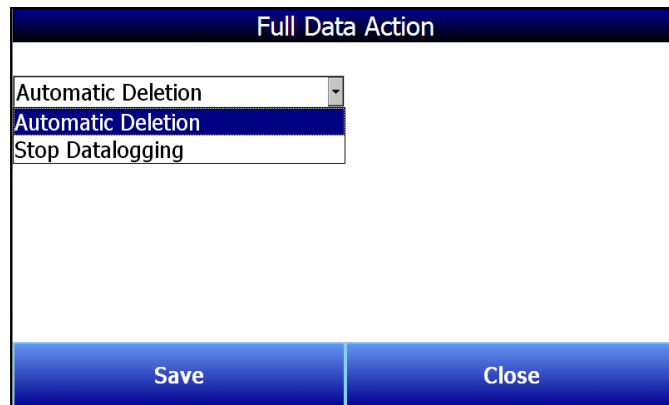 Full Data Action
Automatic Deletion
Automatic Deletion
Stop Datalogging
Save
Close